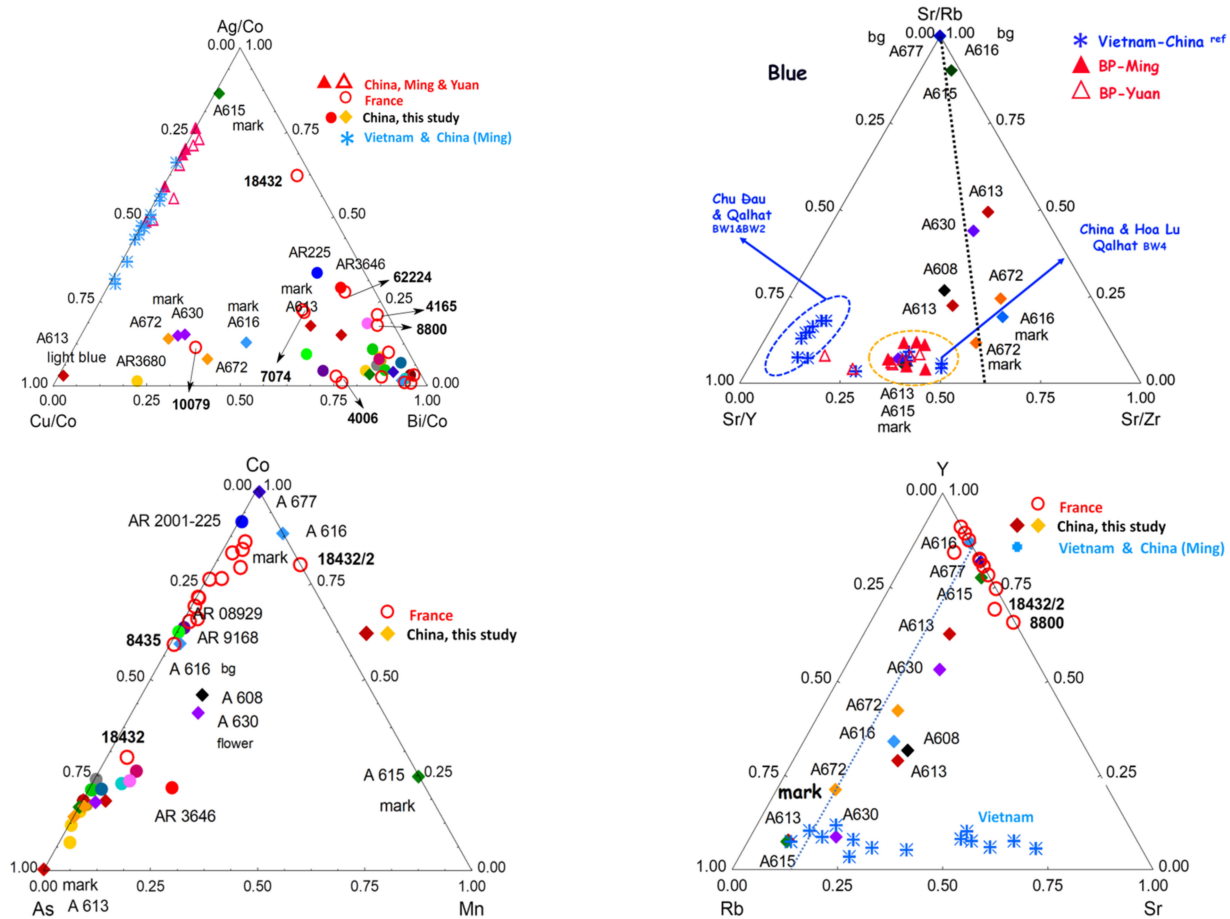 Ag/Co
0.00 1.00
A615
mark
0.25
0.75
China, Ming & Yuan
France
China, this study
Vietnam & China (Ming)
18432
0.50
0.50
AR225
AR3646
62224
0.75
mark
A630
mark
A616
mark
A613
0.25
4165
8800
A672
A613
light blue
AR3680
A672
7074
1.00
0.00
0.00
0.25
10079
0.50
0.75
4006
1.00
Cu/Co
Bi/Co
Sr/Rb
bg
0.00 1.00
bg
A677
A616
Blue
A615
Vietnam-China ref
BP-Ming
BP-Yuan
0.25
0.75
Chu Đau
& Qalhat
BW1&BW2
0.50
A613
0.50
A630
China & Hoa Lu
Qalhat BW4
0.75
A608
A613
A672
0.25
A616
mark
A672
mark
1.00
0.00
0.00
0.25
A613
A615
mark
0.50
0.75
1.00
Sr/Y
Sr/Zr
Co
0.00
1.00
A 677
AR 2001-225
A 616
mark
18432/2
0.25
0.75
AR 08929
8435
AR 9168
A 616 bg
France
China, this study
0.50
0.50
A 608
A 630
flower
18432
0.75
A 615
mark
0.25
AR 3646
1.00
0.00
0.00
mark
A 613
0.25
0.50
0.75
1.00
As
Mn
Y
0.00
1.00
France
China, this study
Vietnam & China (Ming)
A616
0.25
A677
A615
0.75
18432/2
8800
A613
0.50
A630
0.50
A672
A616
A608
0.75
A672
mark
A613
0.25
A613
A630
Vietnam
A615
1.00
0.00
0.00
0.25
0.50
0.75
1.00
Rb
Sr